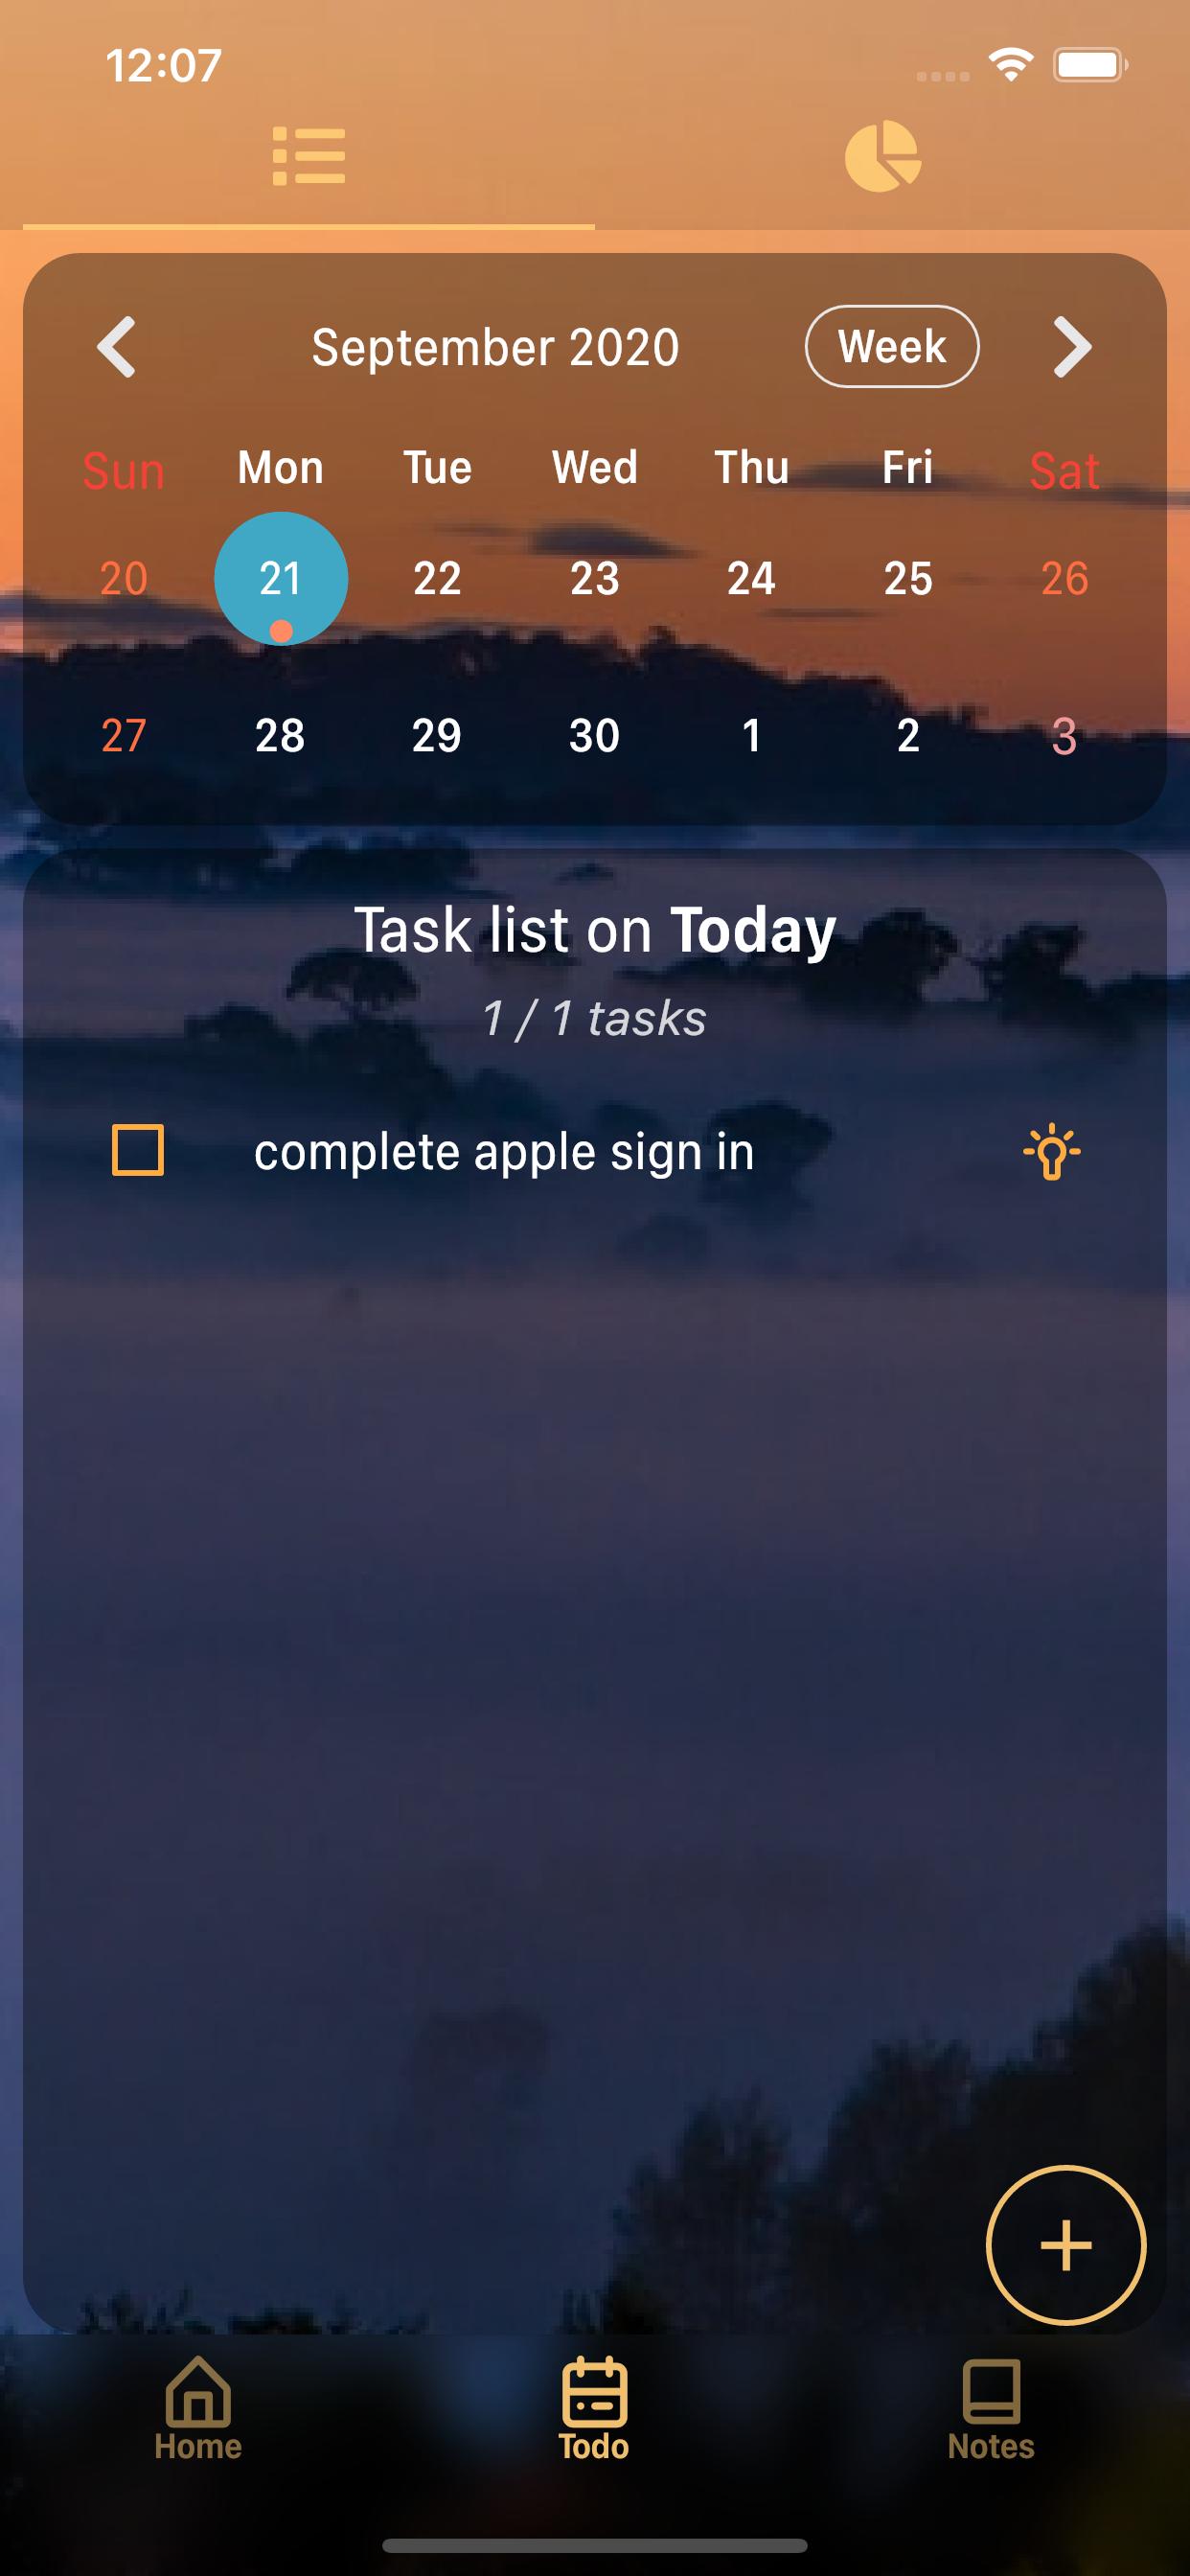 12:07
September 2020 Week
Sun Mon Tue Wed Thu Fri Sat
20 21 22 23 24 25 26
27 28 29 30 1 2 3
Task list on Today
1 / 1 tasks
complete apple sign in
Home Todo Notes